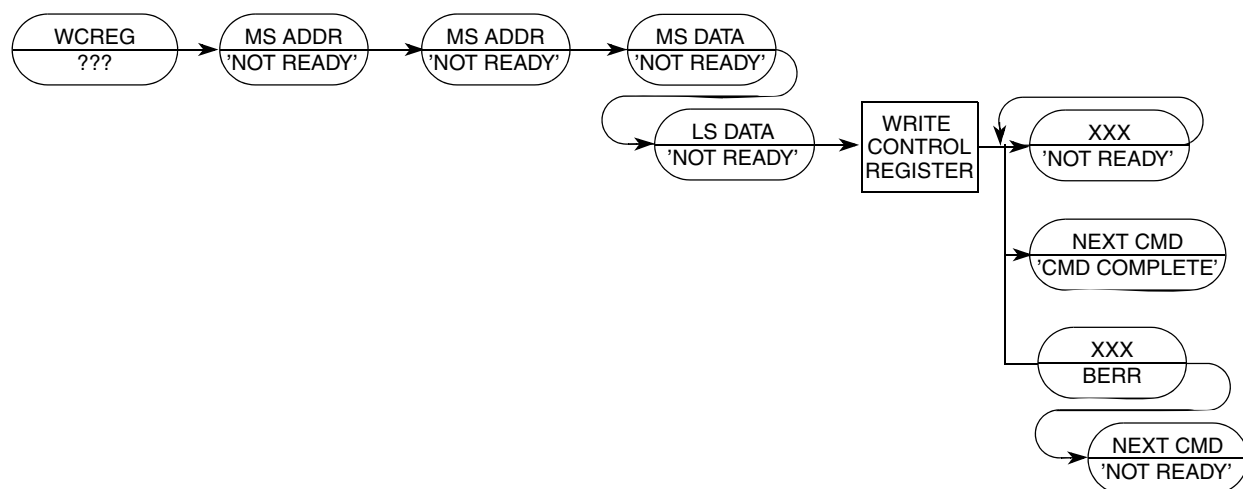 WCREG
???
MS ADDR
'NOT READY'
MS ADDR
'NOT READY'
MS DATA
'NOT READY'
LS DATA
'NOT READY'
WRITE
CONTROL
REGISTER
XXX
'NOT READY'
NEXT CMD
'CMD COMPLETE'
XXX
BERR
NEXT CMD
'NOT READY'